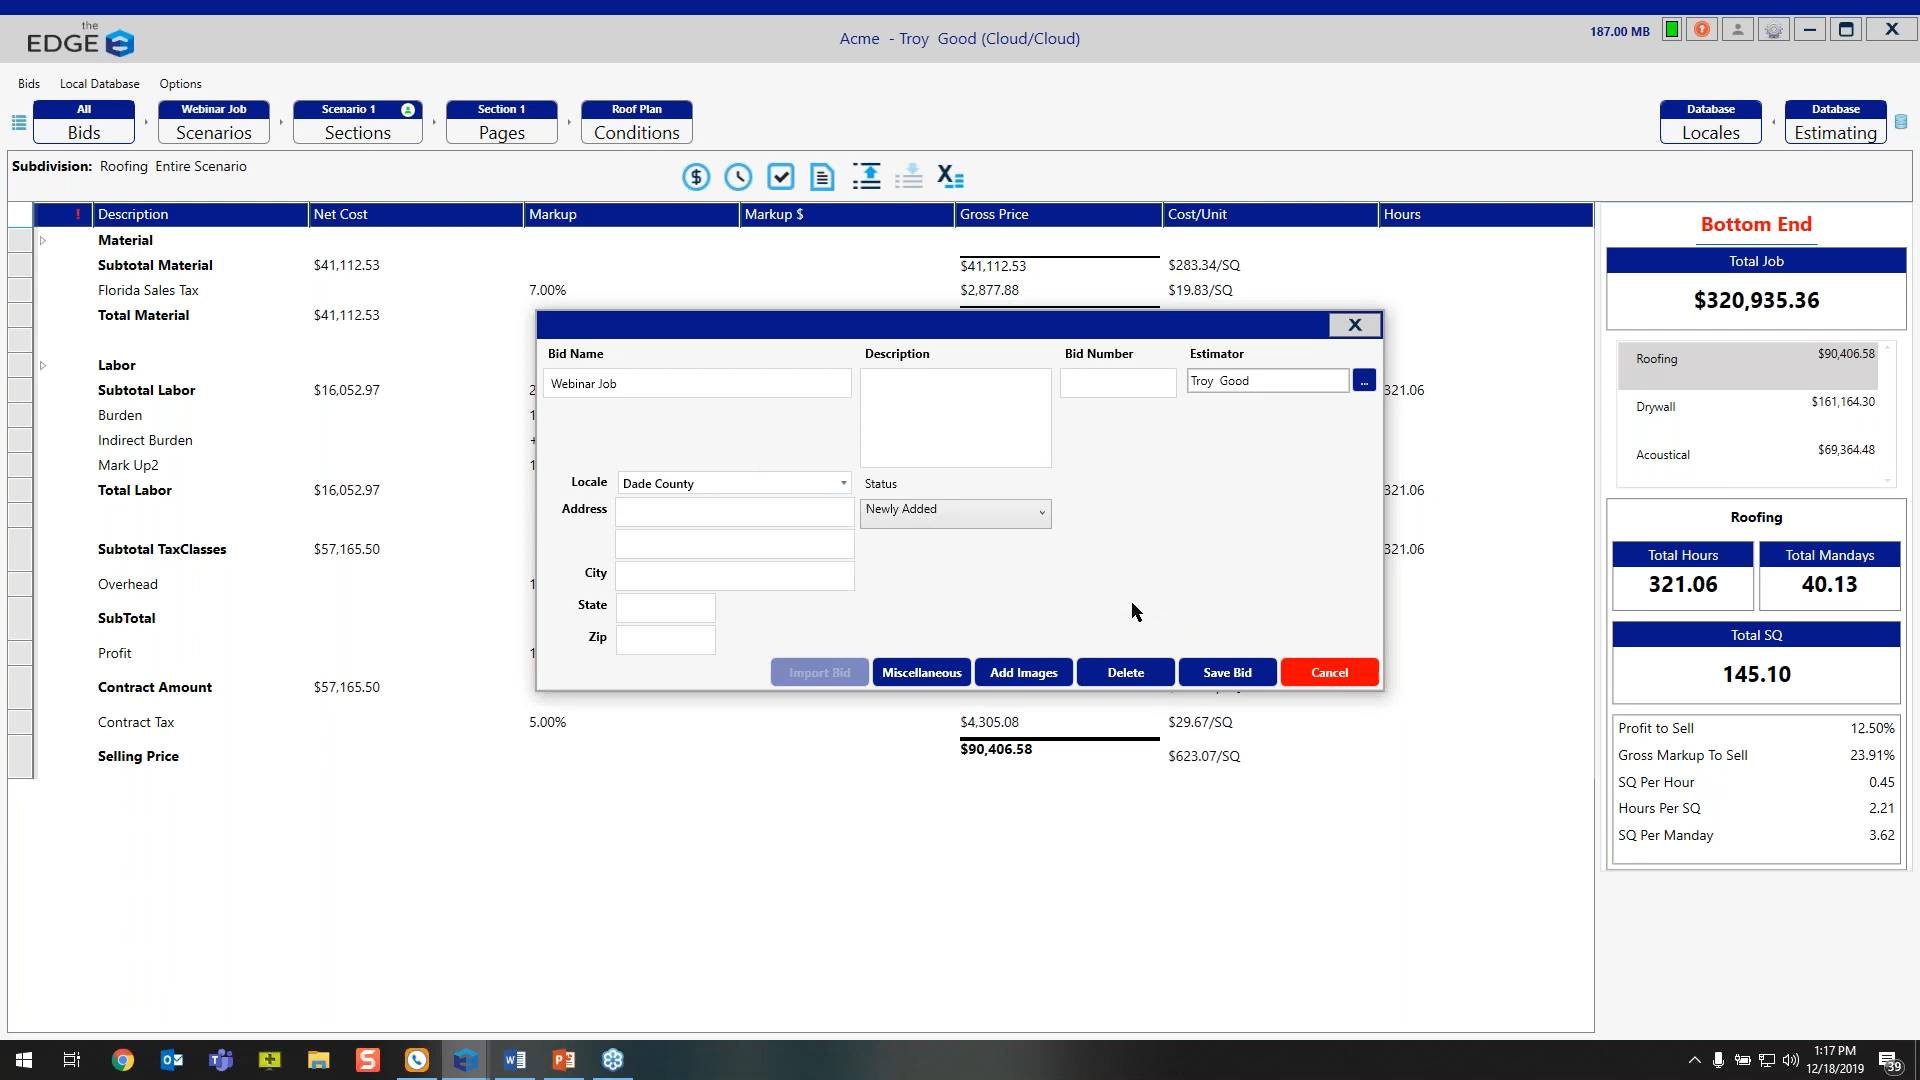 the
EDGE
Acme - Troy Good (Cloud/Cloud)
187.00 MB
X
Bids Local Database Options
All
Bids
Webinar Job
Scenarios
Scenario 1
Sections
Section 1
Pages
Roof Plan
Conditions
Database
Locales
Database
Estimating
Subdivision: Roofing Entire Scenario
! Description Net Cost Markup Markup $ Gross Price Cost/Unit Hours
Material
Subtotal Material $41,112.53 $41,112.53 $283.34/SQ
Florida Sales Tax 7.00% $2,877.88 $19.83/SQ
Total Material $41,112.53
Labor
Subtotal Labor $16,052.97 2 321.06
Burden 1
Indirect Burden +
Mark Up2 1
Total Labor $16,052.97 321.06
Subtotal TaxClasses $57,165.50 321.06
Overhead 1
SubTotal
Profit 1
Contract Amount $57,165.50
Contract Tax 5.00% $4,305.08 $29.67/SQ
Selling Price $90,406.58 $623.07/SQ
X
Bid Name Description Bid Number Estimator
Webinar Job Troy Good ...
Locale Dade County Status
Address Newly Added
City
State
Zip
Import Bid Miscellaneous Add Images Delete Save Bid Cancel
Bottom End
Total Job
$320,935.36
Roofing $90,406.58
Drywall $161,164.30
Acoustical $69,364.48
Roofing
Total Hours Total Mandays
321.06 40.13
Total SQ
145.10
Profit to Sell 12.50%
Gross Markup To Sell 23.91%
SQ Per Hour 0.45
Hours Per SQ 2.21
SQ Per Manday 3.62
1:17 PM
12/18/2019
39